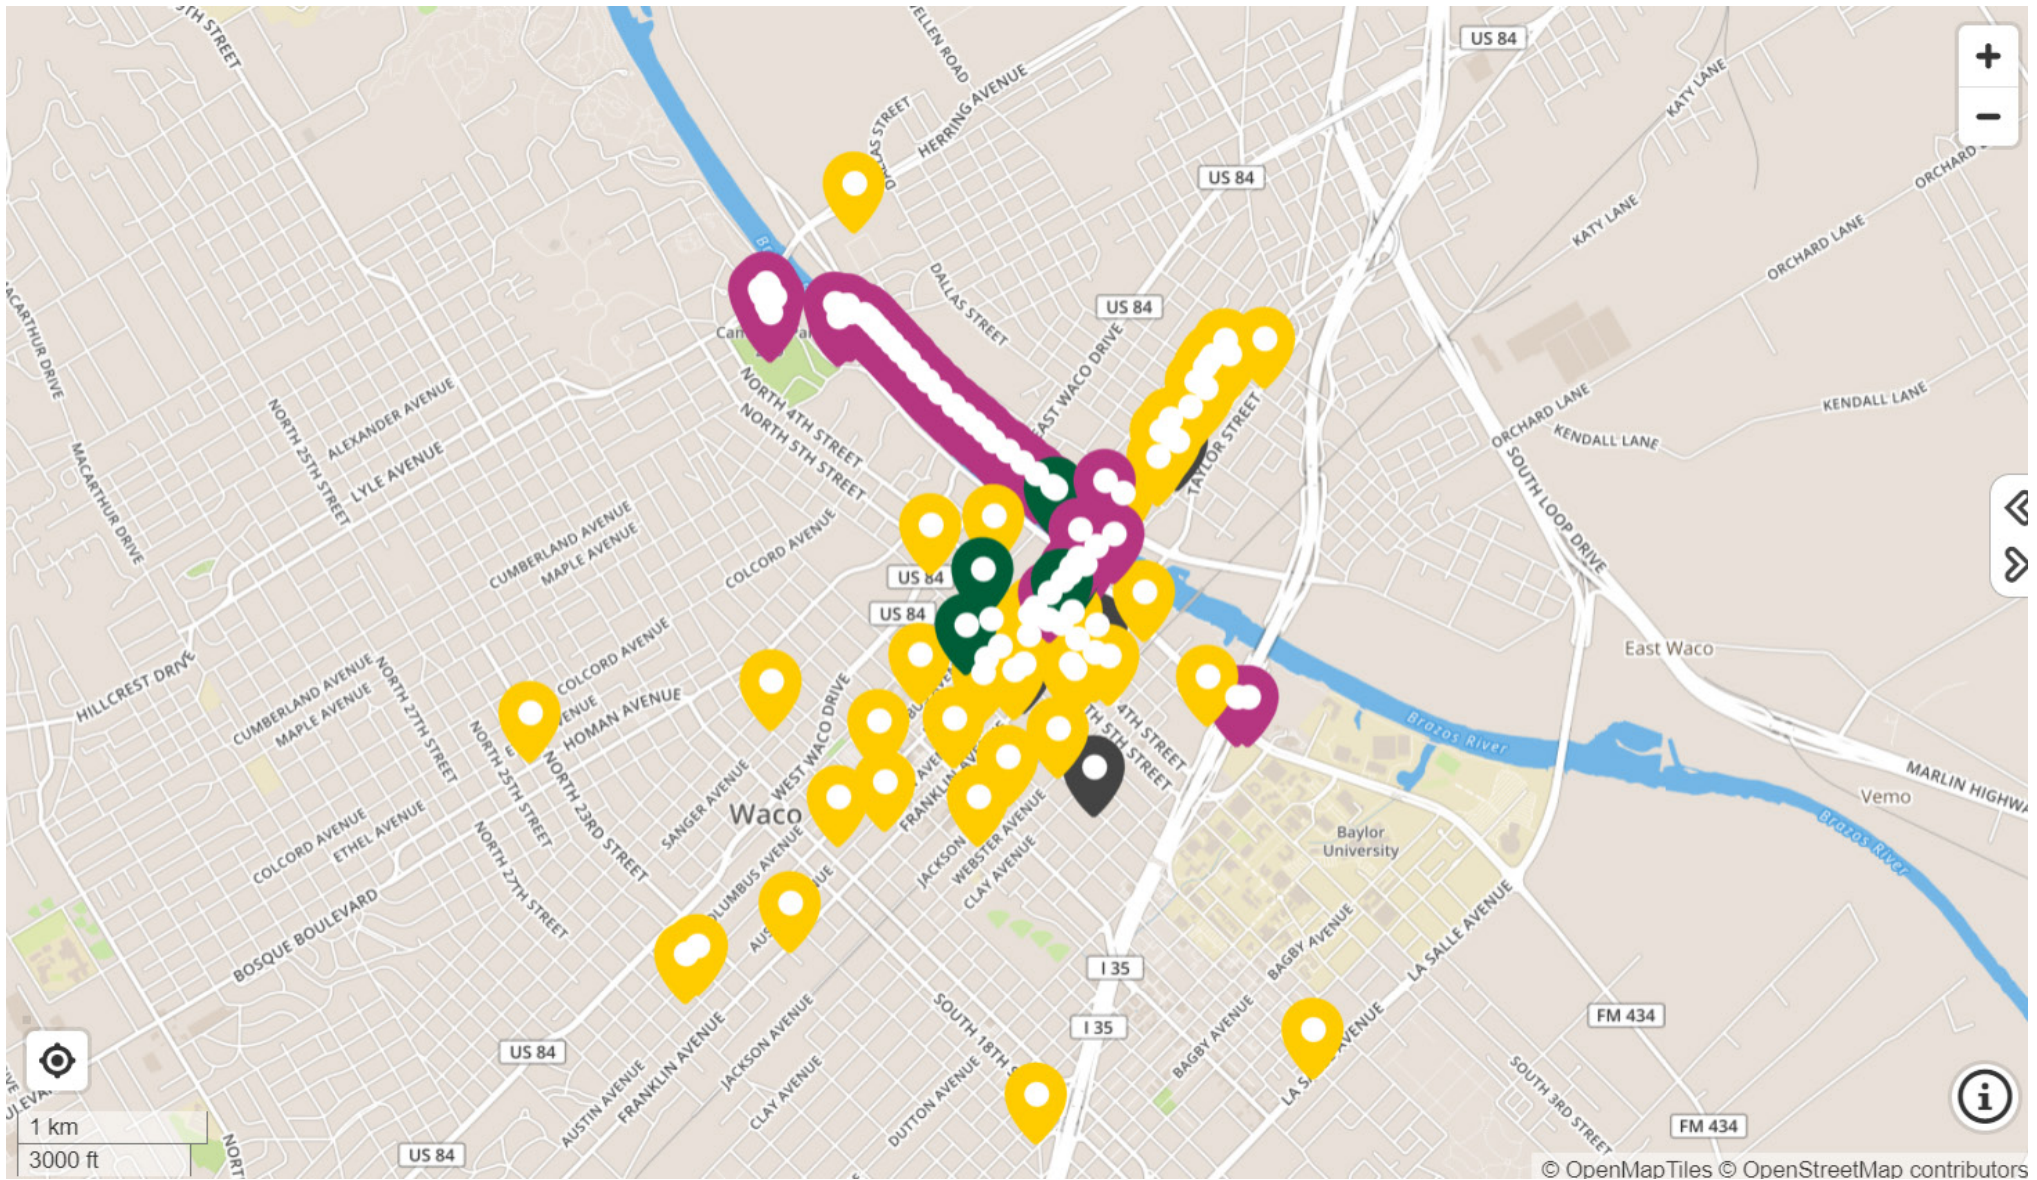 US 84
HERRING AVENUE
DALLAS STREET
KATY LANE
US 84
KATY LANE
ORCHARD LANE
US 84
DALLAS STREET
EAST WACO DRIVE
MACARTHUR DRIVE
NORTH 25TH STREET
ALEXANDER AVENUE
LYLE AVENUE
NORTH 4TH STREET
NORTH 5TH STREET
TAYLOR STREET
ORCHARD LANE
KENDALL LANE
KENDALL LANE
SOUTH LOOP DRIVE
CUMBERLAND AVENUE
MAPLE AVENUE
COLCORD AVENUE
US 84
US 84
HILLCREST DRIVE
CUMBERLAND AVENUE
MAPLE AVENUE
NORTH 27TH STREET
COLCORD AVENUE
HOMAN AVENUE
East Waco
WEST WACO DRIVE
4TH STREET
5TH STREET
Brazos River
NORTH 25TH STREET
NORTH 23RD STREET
SANGER AVENUE
Waco
FRANKLIN AVE
JACKSON
WEBSTER AVENUE
CLAY AVENUE
Baylor
University
MARLIN HIGHWA
Vemo
Brazos River
COLCORD AVENUE
ETHEL AVENUE
NORTH 27TH STREET
BOSQUE BOULEVARD
OLUMBUS AVENUE
BAGBY AVENUE
LA SALLE AVENUE
I 35
I 35
SOUTH 18TH S
BAGBY AVENUE
FM 434
US 84
AUSTIN AVENUE
FRANKLIN AVENUE
JACKSON AVENUE
CLAY AVENUE
DUTTON AVENUE
SOUTH 3RD STREET
FM 434
US 84
1 km
3000 ft
© OpenMapTiles © OpenStreetMap contributors